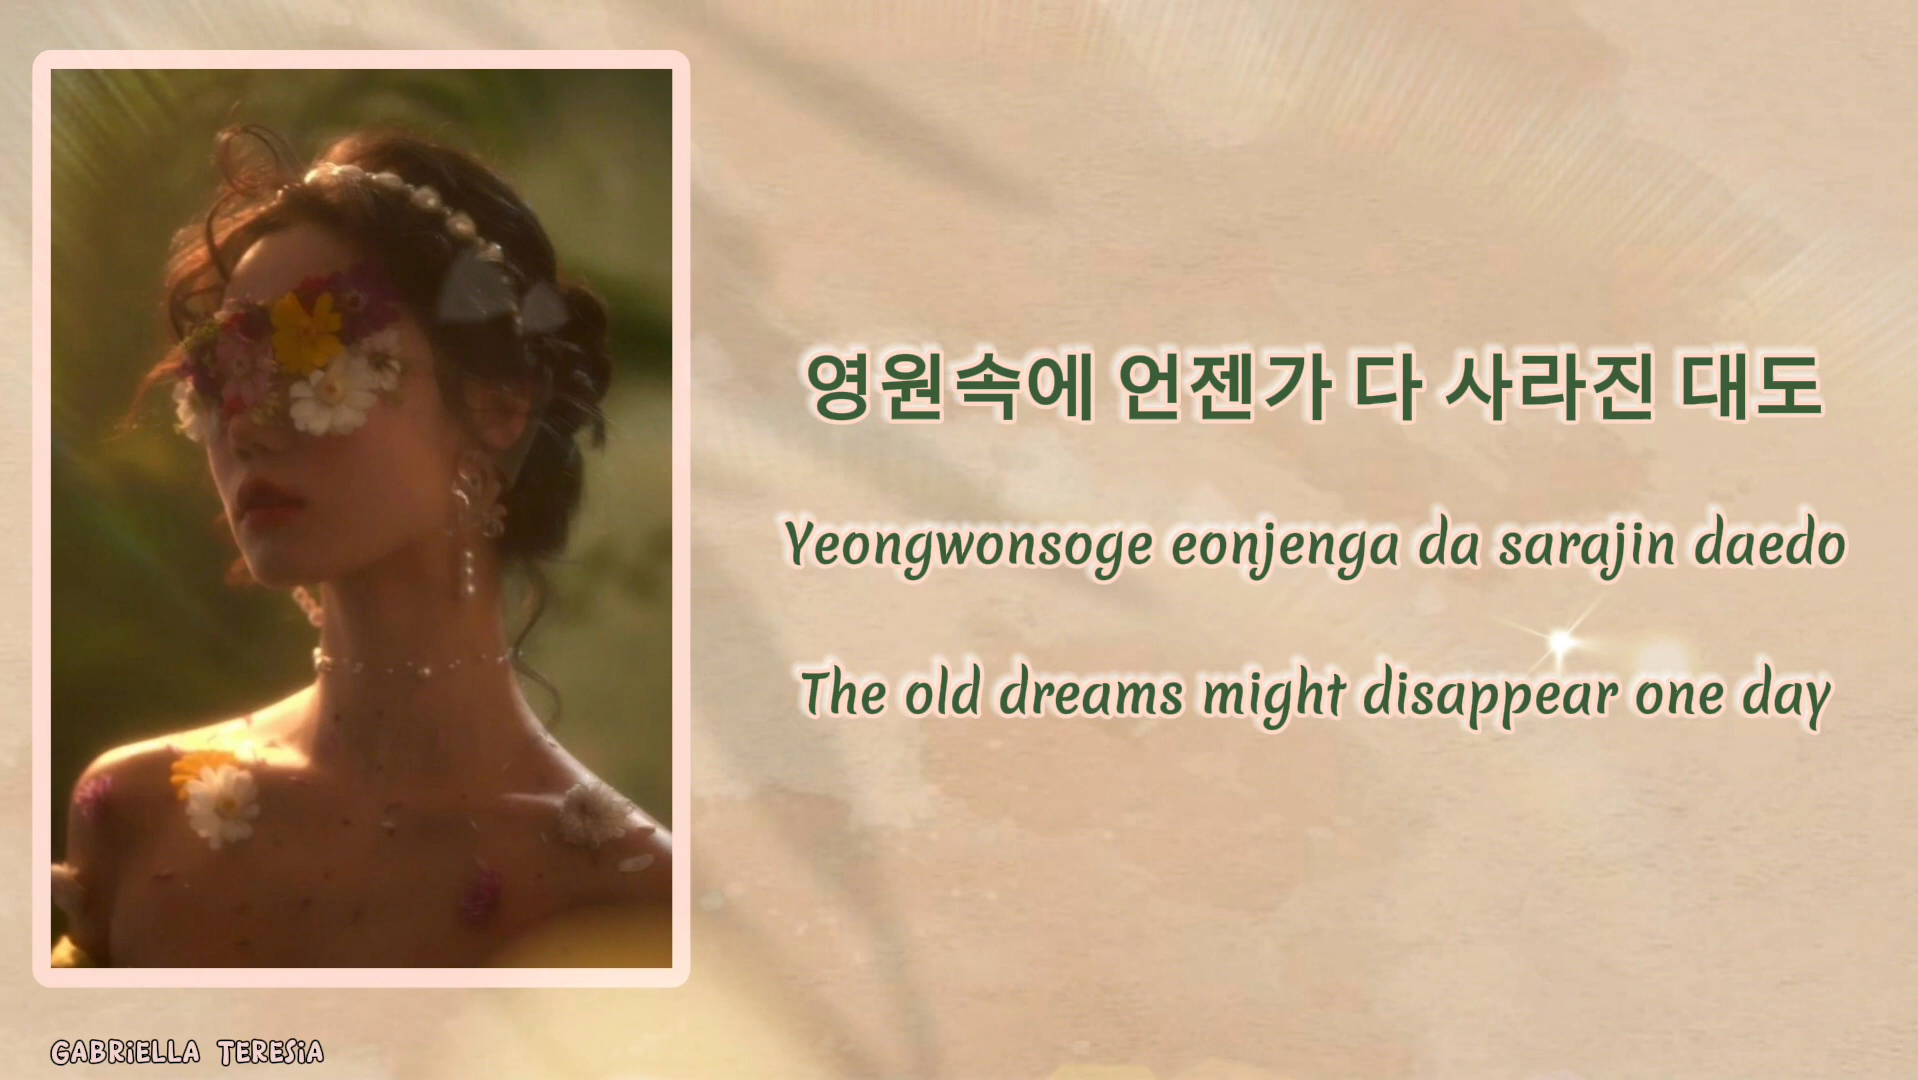 영원속에 언젠가 다 사라진 대도
Yeongwonsoge eonjenga da sarajin daedo
The old dreams might disappear one day
GABRiELLA TERESiA